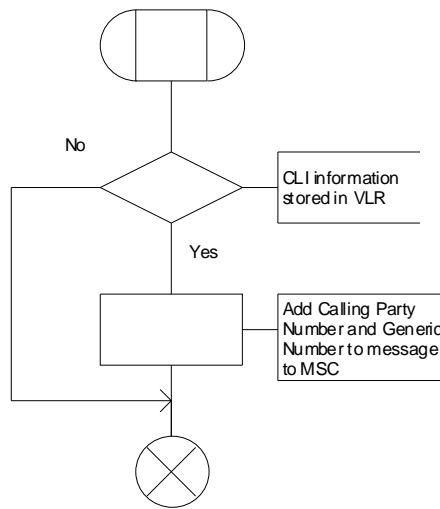 No
CLI information
stored in VLR
Yes
Add Calling Party
Number and Generic
Number to message
to MSC